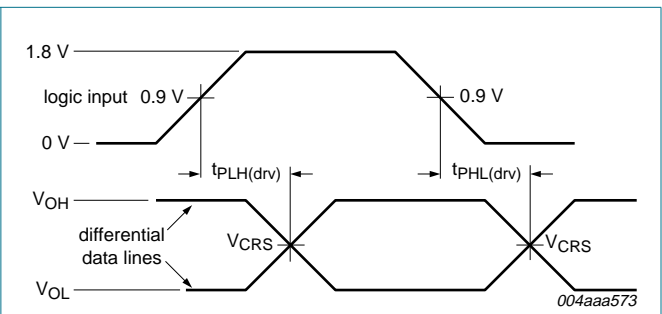 1.8 V
logic input 0.9 V
0.9 V
0 V
tPLH(drv)
tPHL(drv)
VOH
differential
data lines
VCRS
VCRS
VOL
004aaa573